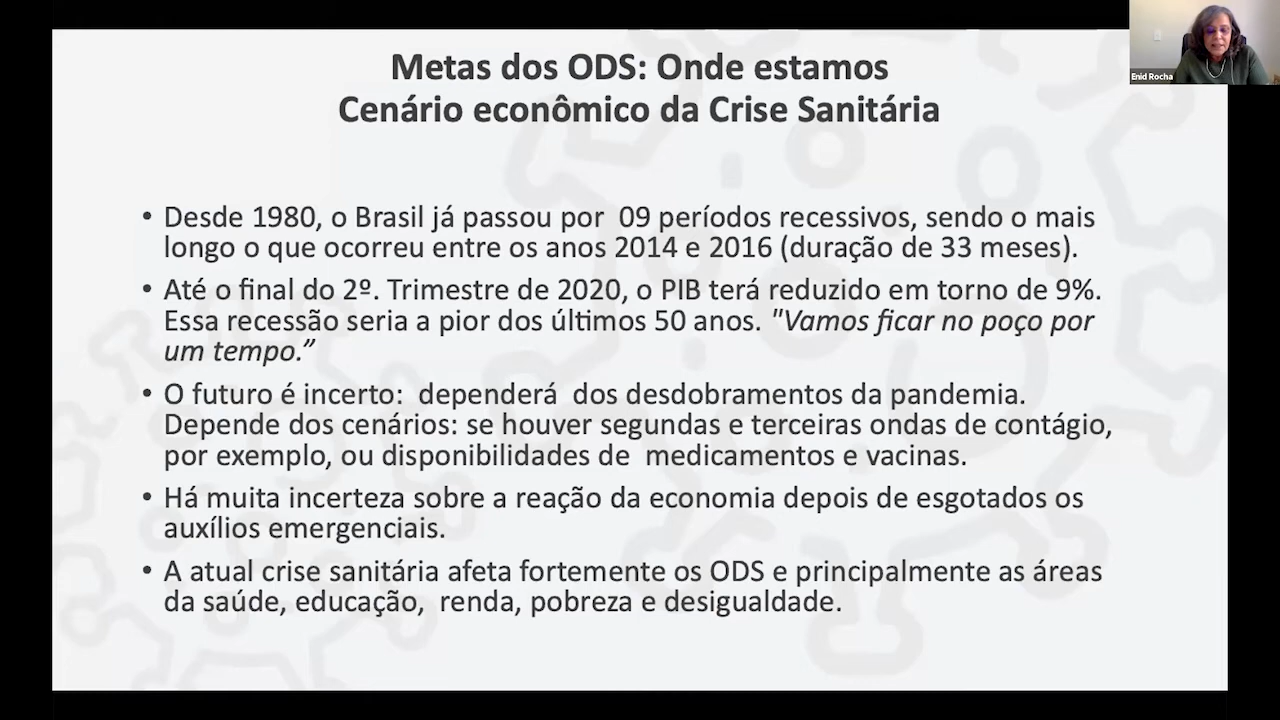 Metas dos ODS: Onde estamos
Cenário econômico da Crise Sanitária
Enid Rocha
• Desde 1980, o Brasil já passou por 09 períodos recessivos, sendo o mais
longo o que ocorreu entre os anos 2014 e 2016 (duração de 33 meses).
• Até o final do 2º. Trimestre de 2020, o PIB terá reduzido em torno de 9%.
Essa recessão seria a pior dos últimos 50 anos. "Vamos ficar no poço por
um tempo.”
• O futuro é incerto: dependerá dos desdobramentos da pandemia.
Depende dos cenários: se houver segundas e terceiras ondas de contágio,
por exemplo, ou disponibilidades de medicamentos e vacinas.
• Há muita incerteza sobre a reação da economia depois de esgotados os
auxílios emergenciais.
• A atual crise sanitária afeta fortemente os ODS e principalmente as áreas
da saúde, educação, renda, pobreza e desigualdade.